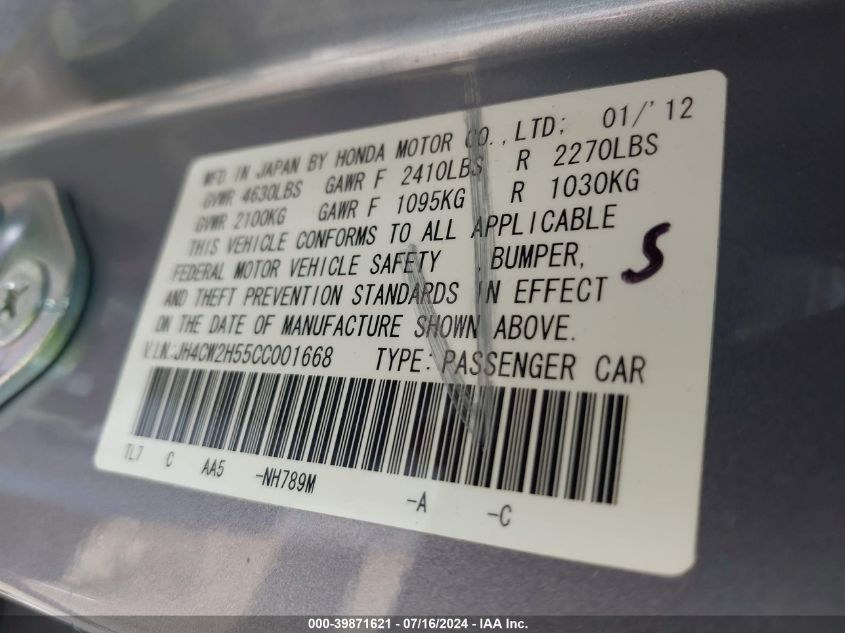 MFD IN JAPAN BY HONDA MOTOR CO.,LTD; 01/'12
GVWR 4630LBS GAWR F 2410LBS R 2270LBS
GVWR 2100KG GAWR F 1095KG R 1030KG
THIS VEHICLE CONFORMS TO ALL APPLICABLE
FEDERAL MOTOR VEHICLE SAFETY , BUMPER,
AND THEFT PREVENTION STANDARDS IN EFFECT
ON THE DATE OF MANUFACTURE SHOWN ABOVE.
V.I.N.:JH4CW2H55CC001668 TYPE: PASSENGER CAR
S
TL7 C AA5 -NH789M -A -C
000-39871621 - 07/16/2024 - IAA Inc.